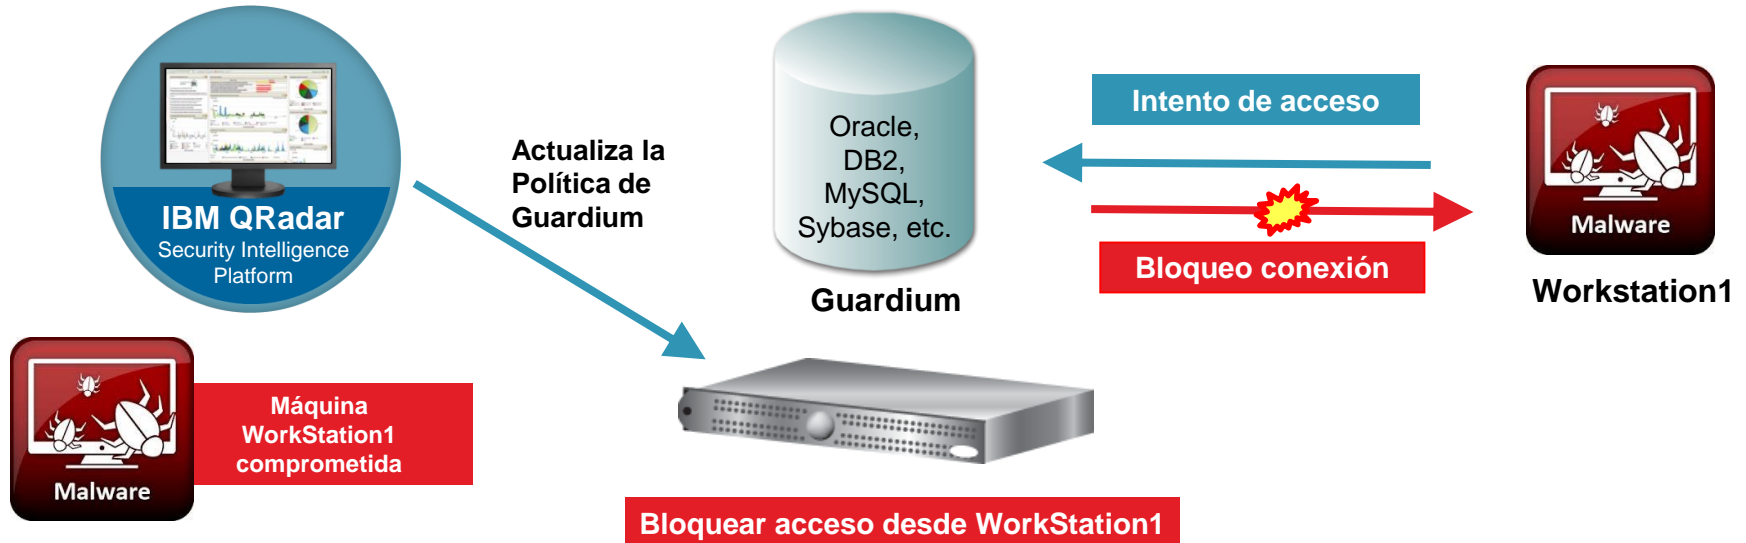 IBM QRadar
Security Intelligence
Platform
Malware
Máquina
WorkStation1
comprometida
Actualiza la
Política de
Guardium
Oracle,
DB2,
MySQL,
Sybase, etc.
Guardium
Bloquear acceso desde WorkStation1
Intento de acceso
Bloqueo conexión
Malware
Workstation1